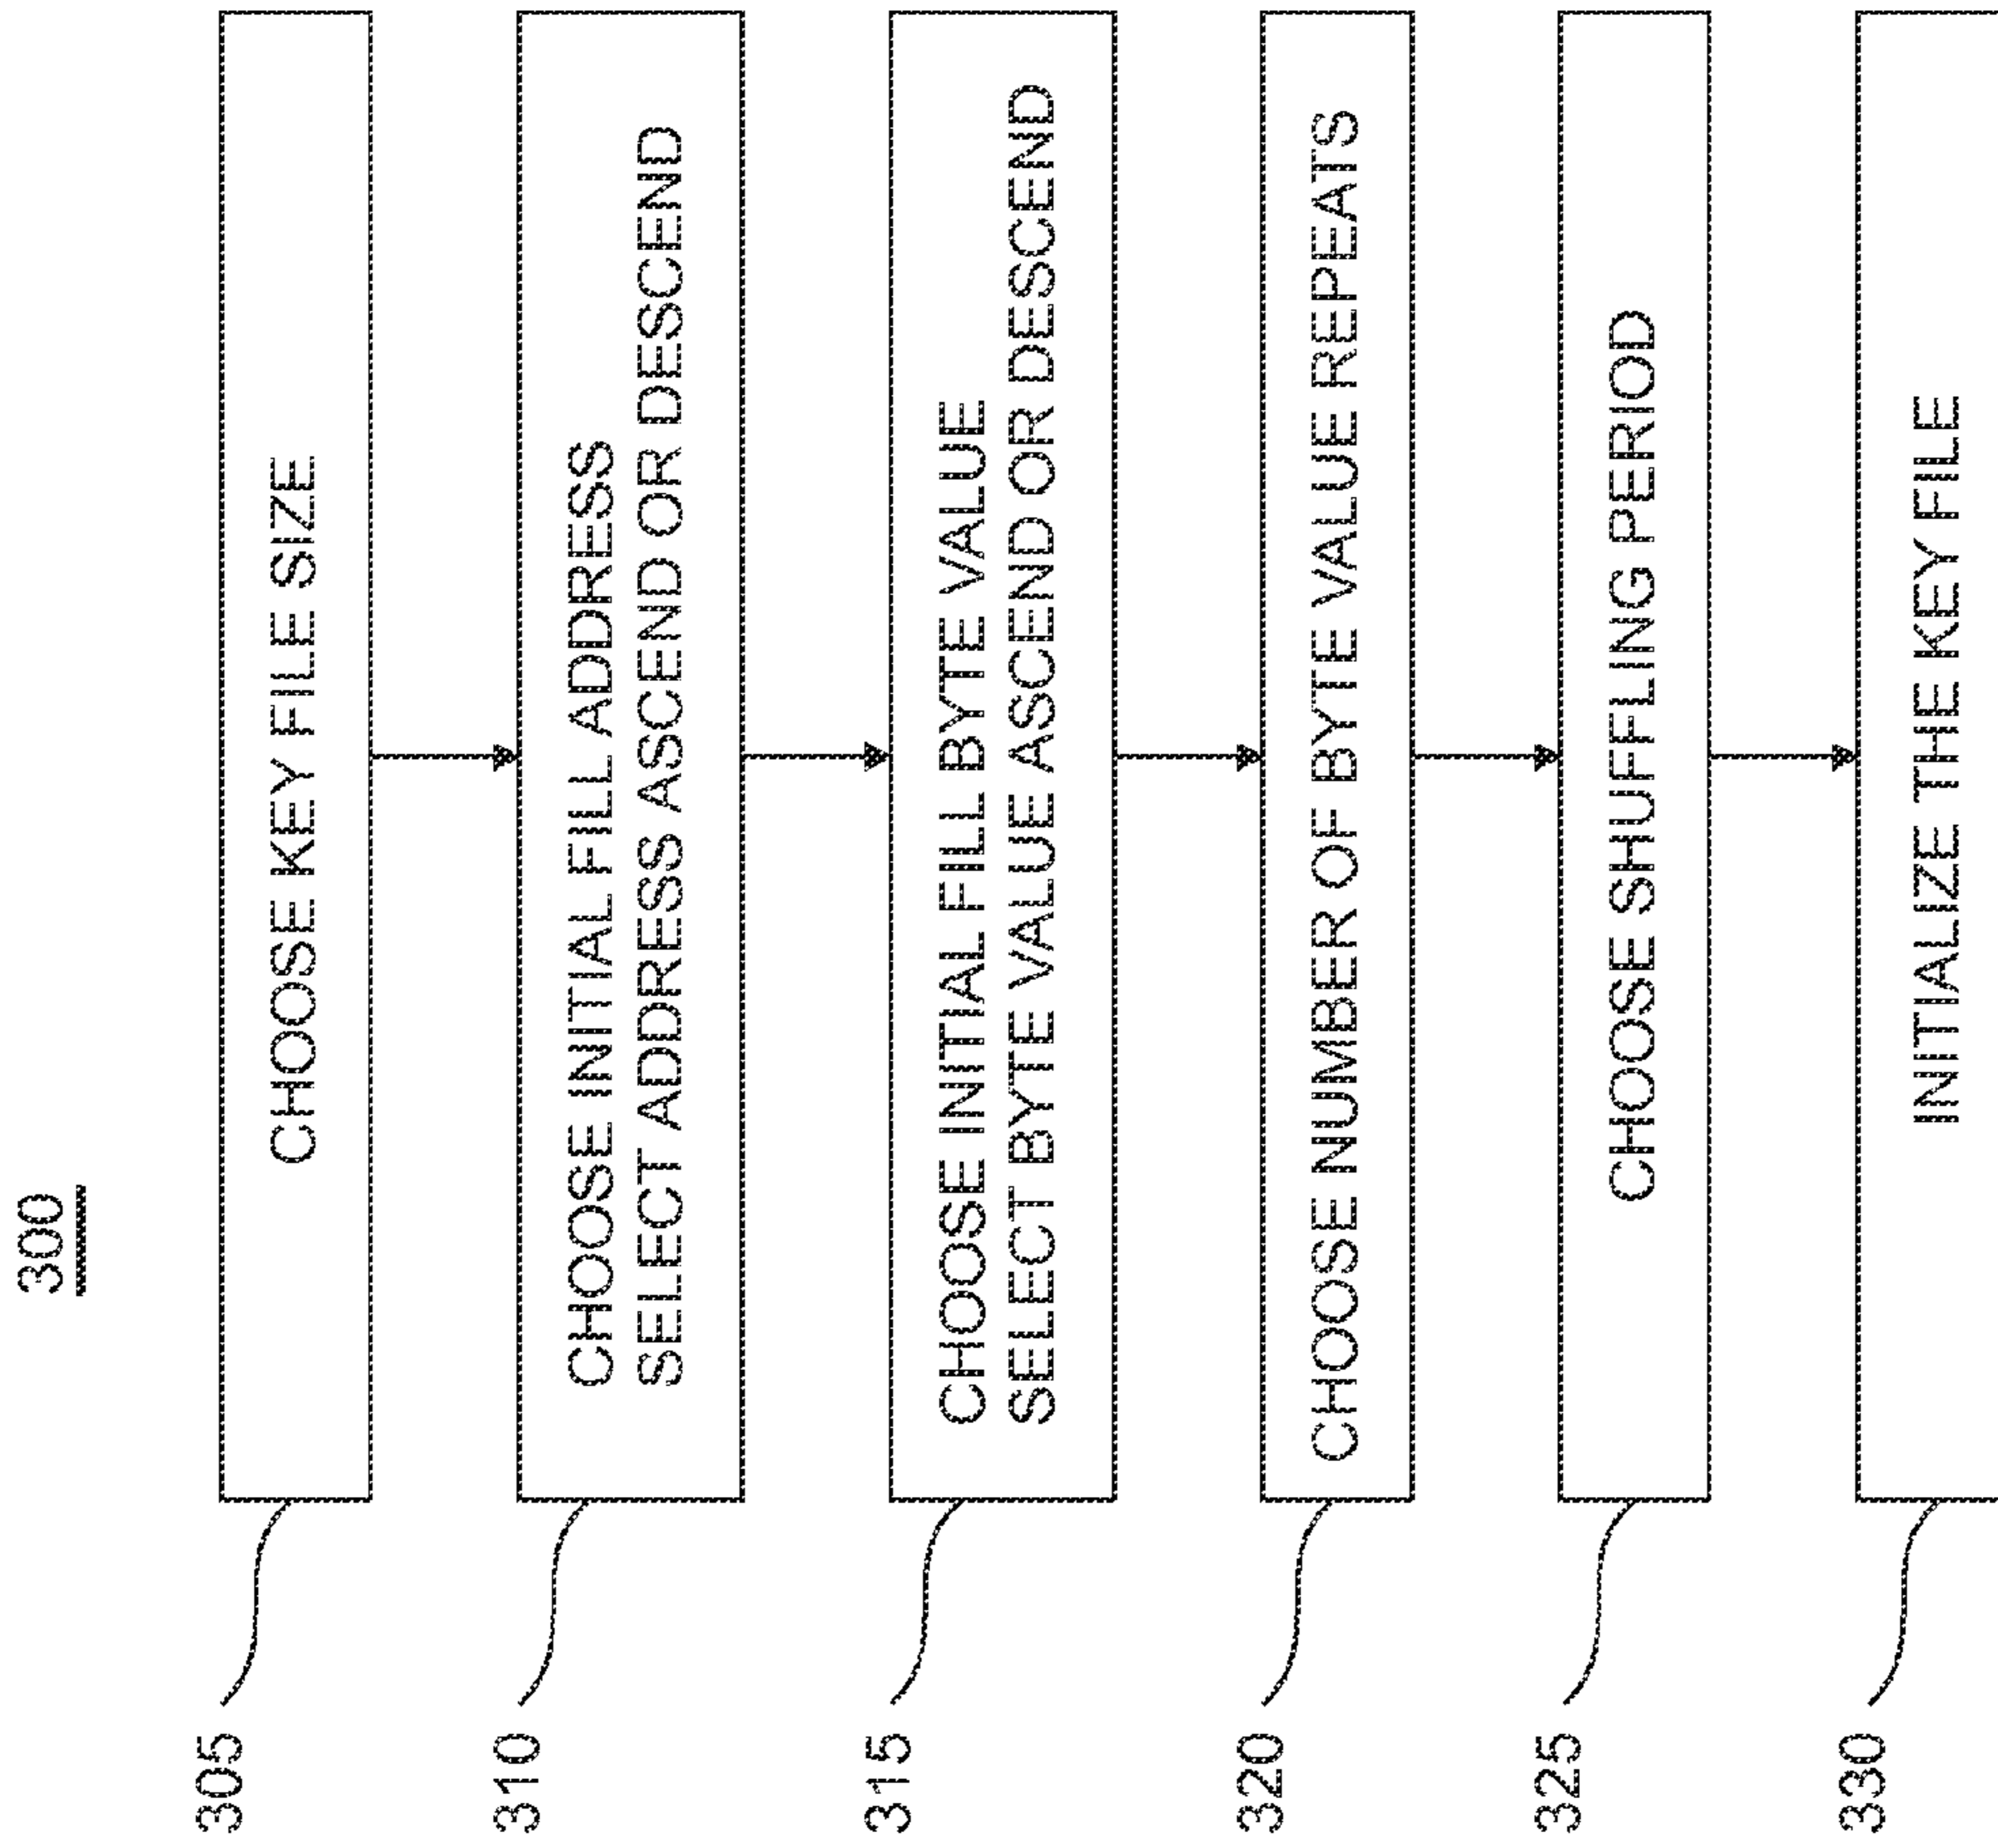 300
305
CHOOSE KEY FILE SIZE
310
CHOOSE INITIAL FILL ADDRESS
SELECT ADDRESS ASCEND OR DESCEND
315
CHOOSE INITIAL FILL BYTE VALUE
SELECT BYTE VALUE ASCEND OR DESCEND
320
CHOOSE NUMBER OF BYTE VALUE REPEATS
325
CHOOSE SHUFFLING PERIOD
330
INITIALIZE THE KEY FILE